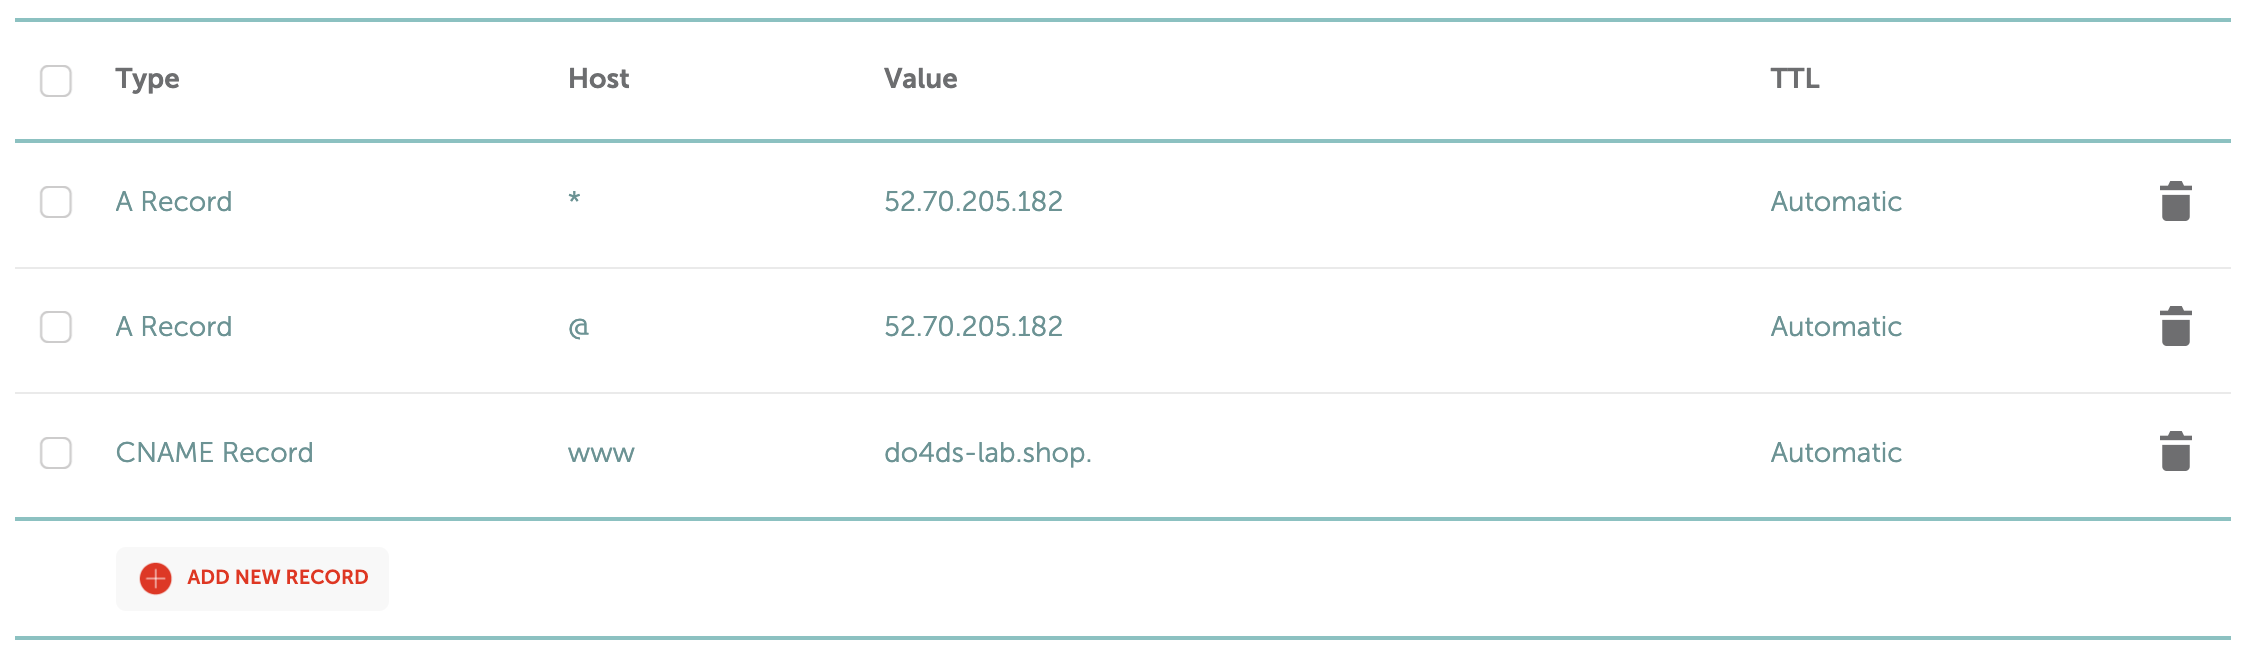 Type Host Value TTL
A Record * 52.70.205.182 Automatic
A Record @ 52.70.205.182 Automatic
CNAME Record www do4ds-lab.shop. Automatic
ADD NEW RECORD